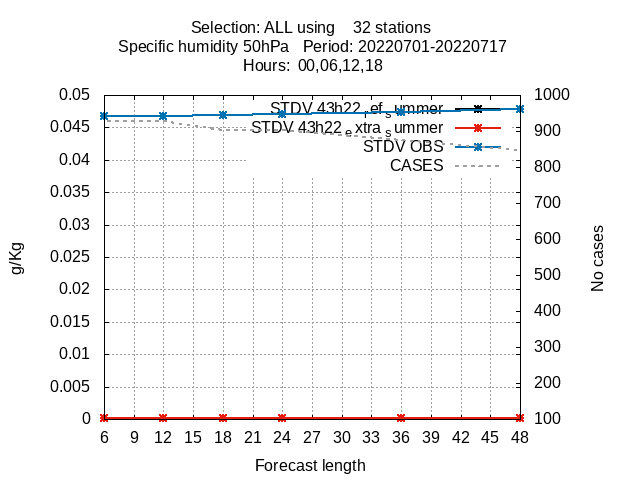 Selection: ALL using 32 stations
Specific humidity 50hPa Period: 20220701-20220717
Hours: 00,06,12,18
0.05
0.045
0.04
0.035
0.03
0.025
0.02
0.015
0.01
0.005
0
g/Kg
STDV 43h22_ref_summer
STDV 43h22_extra_summer
STDV OBS
CASES
1000
900
800
700
600
500
400
300
200
100
No cases
6 9 12 15 18 21 24 27 30 33 36 39 42 45 48
Forecast length